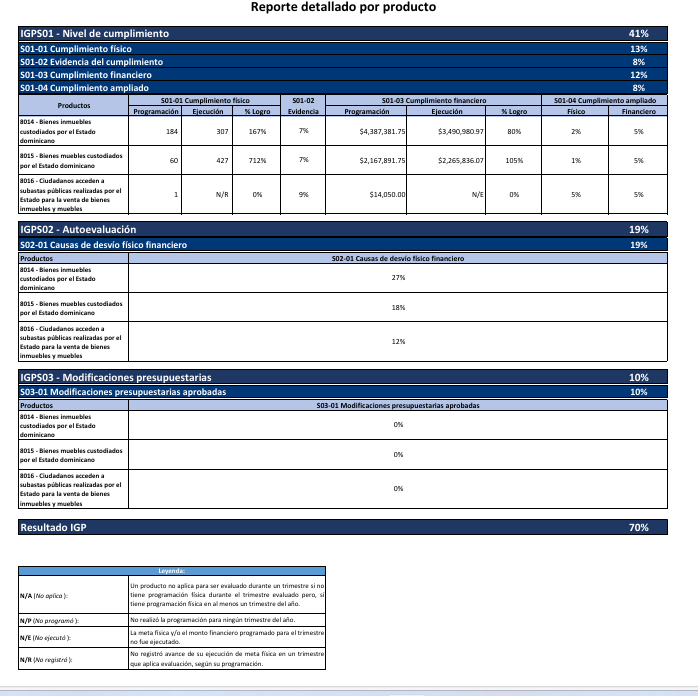 Reporte detallado por producto
IGPS01 - Nivel de cumplimiento 41%
S01-01 Cumplimiento físico 13%
S01-02 Evidencia del cumplimiento 8%
S01-03 Cumplimiento financiero 12%
S01-04 Cumplimiento ampliado 8%
Productos S01-01 Cumplimiento físico S01-02 S01-03 Cumplimiento financiero S01-04 Cumplimiento ampliado
Programación Ejecución % Logro Evidencia Programación Ejecución % Logro Físico Financiero
8014 - Bienes inmuebles
custodiados por el Estado
dominicano
184 307 167% 7% $4,387,381.75 $3,490,980.97 80% 2% 5%
8015 - Bienes muebles custodiados
por el Estado dominicano
60 427 712% 7% $2,167,891.75 $2,265,836.07 105% 1% 5%
8016 - Ciudadanos acceden a
subastas públicas realizadas por el
Estado para la venta de bienes
inmuebles y muebles
1 N/R 0% 9% $14,050.00 N/E 0% 5% 5%
IGPS02 - Autoevaluación 19%
S02-01 Causas de desvío físico financiero 19%
Productos S02-01 Causas de desvío físico financiero
8014 - Bienes inmuebles
custodiados por el Estado
dominicano
27%
8015 - Bienes muebles custodiados
por el Estado dominicano
18%
8016 - Ciudadanos acceden a
subastas públicas realizadas por el
Estado para la venta de bienes
inmuebles y muebles
12%
IGPS03 - Modificaciones presupuestarias 10%
S03-01 Modificaciones presupuestarias aprobadas 10%
Productos S03-01 Modificaciones presupuestarias aprobadas
8014 - Bienes inmuebles
custodiados por el Estado
dominicano
0%
8015 - Bienes muebles custodiados
por el Estado dominicano
0%
8016 - Ciudadanos acceden a
subastas públicas realizadas por el
Estado para la venta de bienes
inmuebles y muebles
0%
Resultado IGP 70%
Leyenda:
N/A (No aplica ):
Un producto no aplica para ser evaluado durante un trimestre si no
tiene programación física durante el trimestre evaluado pero, si
tiene programación física en al menos un trimestre del año.
N/P (No programó ): No realizó la programación para ningún trimestre del año.
N/E (No ejecutó ):
La meta física y/o el monto financiero programado para el trimestre
no fue ejecutado.
N/R (No registró ):
No registró avance de su ejecución de meta física en un trimestre
que aplica evaluación, según su programación.